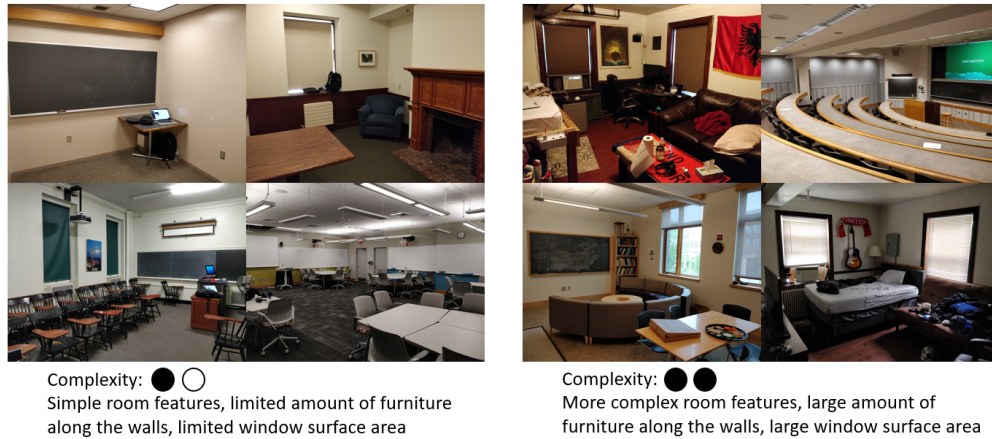 Complexity:
Simple room features, limited amount of furniture
along the walls, limited window surface area
Complexity:
More complex room features, large amount of
furniture along the walls, large window surface area